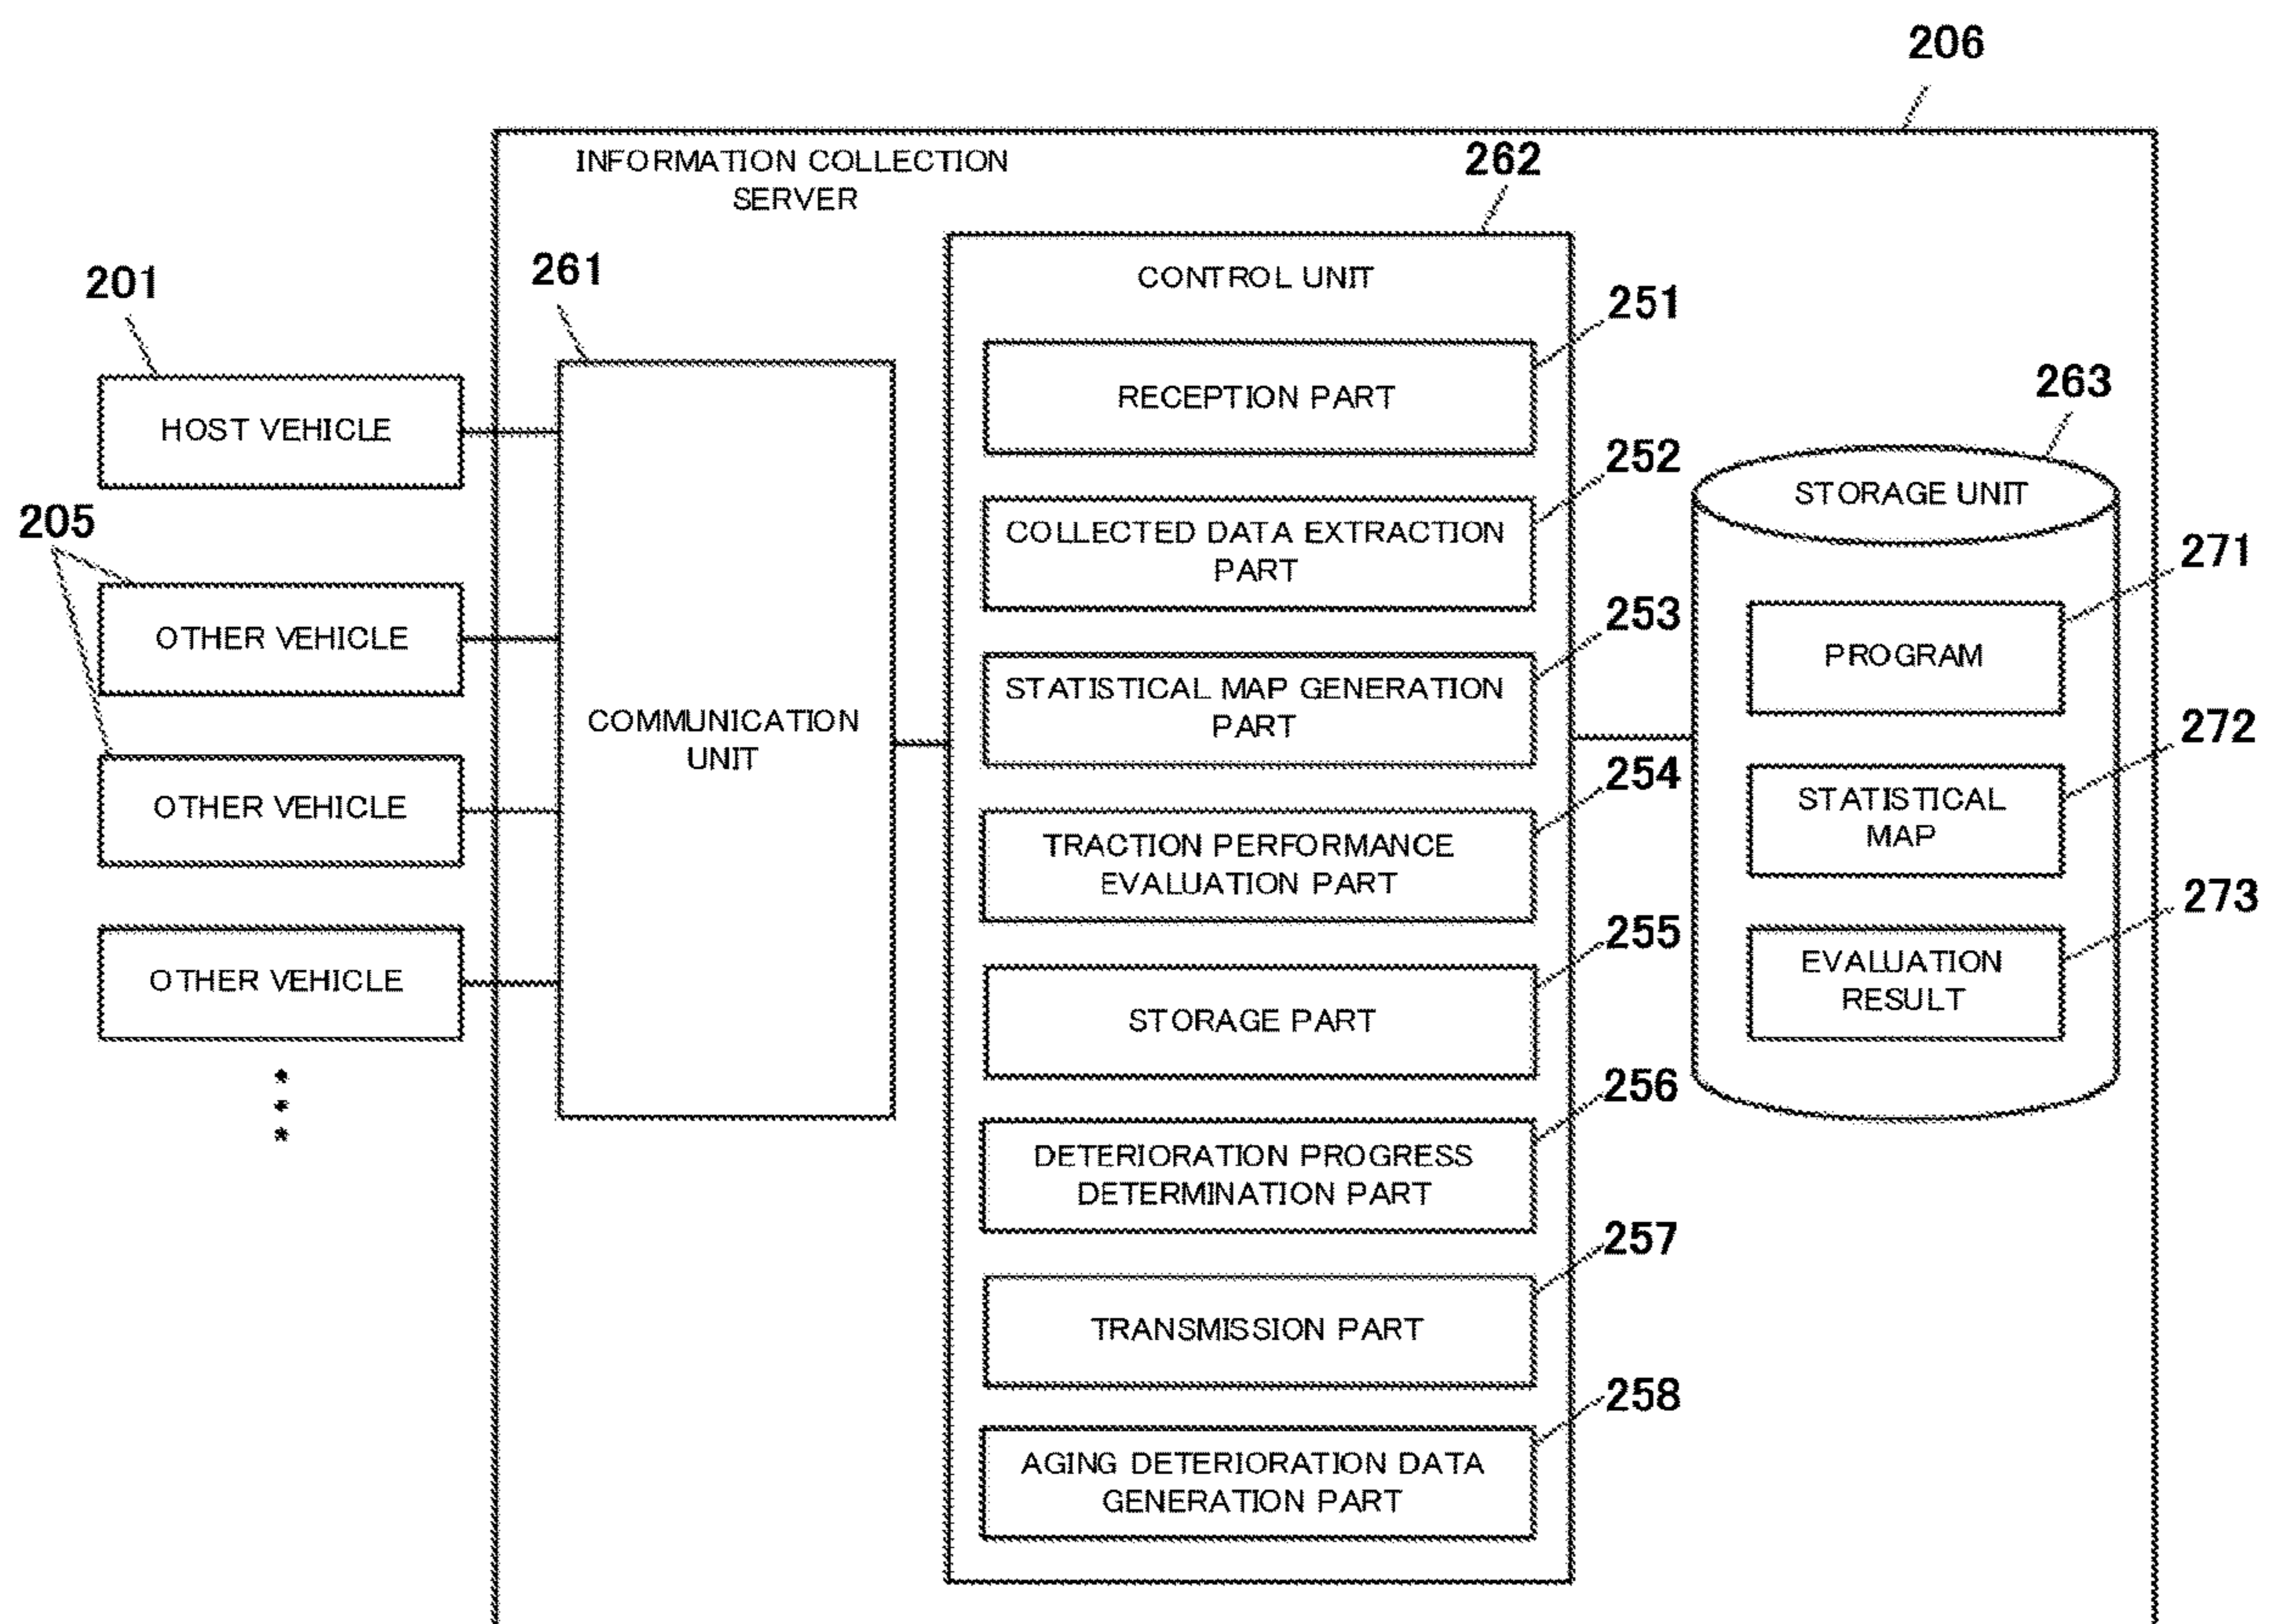 206
INFORMATION COLLECTION
SERVER
262
201
261
CONTROL UNIT
251
HOST VEHICLE
RECEPTION PART
263
205
252
STORAGE UNIT
COLLECTED DATA EXTRACTION
PART
271
OTHER VEHICLE
253
PROGRAM
STATISTICAL MAP GENERATION
PART
COMMUNICATION
UNIT
272
OTHER VEHICLE
254
STATISTICAL
MAP
TRACTION PERFORMANCE
EVALUATION PART
273
OTHER VEHICLE
255
EVALUATION
RESULT
STORAGE PART
256
DETERIORATION PROGRESS
DETERMINATION PART
257
TRANSMISSION PART
258
AGING DETERIORATION DATA
GENERATION PART